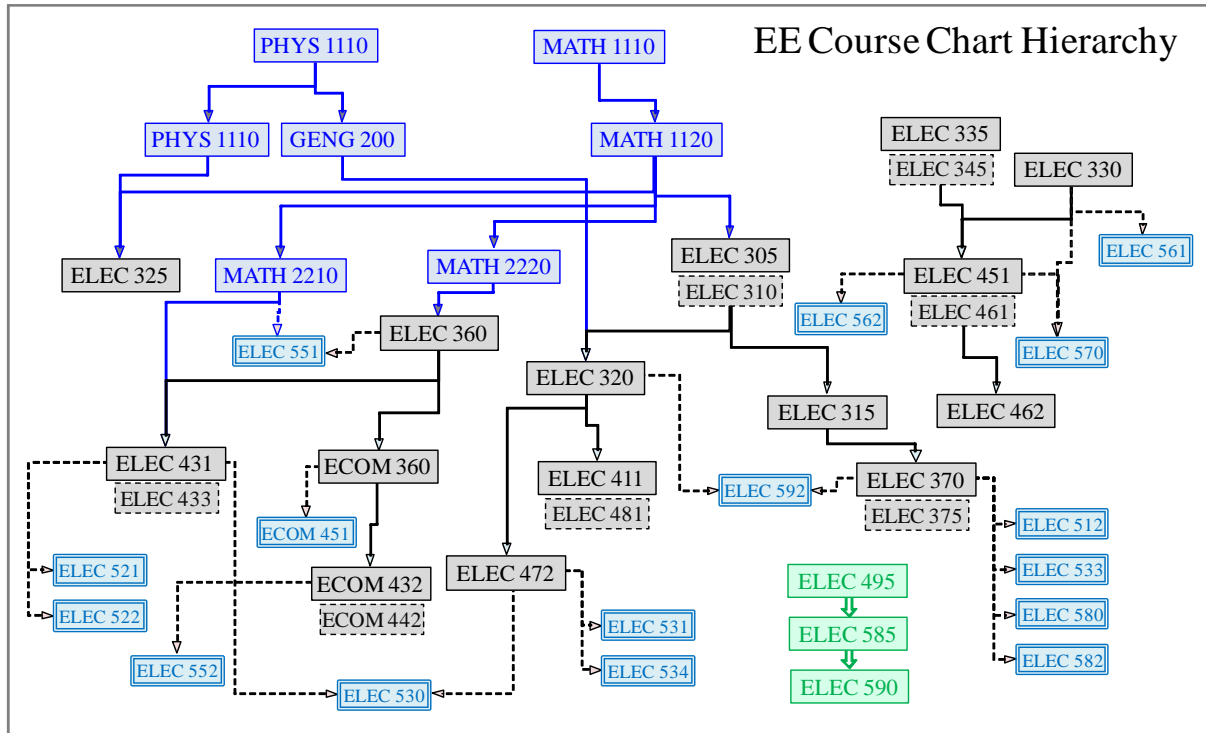 EE Course Chart Hierarchy
PHYS 1110
MATH 1110
PHYS 1110
GENG 200
MATH 1120
ELEC 335
ELEC 345
ELEC 330
ELEC 325
MATH 2210
MATH 2220
ELEC 305
ELEC 310
ELEC 451
ELEC 461
ELEC 561
ELEC 562
ELEC 570
ELEC 551
ELEC 360
ELEC 320
ELEC 315
ELEC 462
ELEC 431
ELEC 433
ECOM 360
ELEC 411
ELEC 481
ELEC 592
ELEC 370
ELEC 375
ECOM 451
ELEC 512
ELEC 521
ECOM 432
ECOM 442
ELEC 472
ELEC 495
ELEC 533
ELEC 522
ELEC 531
ELEC 585
ELEC 580
ELEC 552
ELEC 530
ELEC 534
ELEC 590
ELEC 582